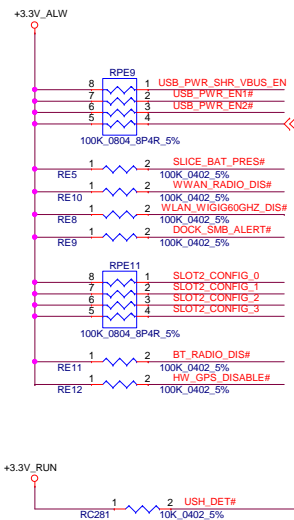 +3.3V_ALW
RPE9
8 1 USB_PWR_SHR_VBUS_EN
7 2 USB_PWR_EN1#
6 3 USB_PWR_EN2#
5 4
100K_0804_8P4R_5%
1 2 SLICE_BAT_PRES#
RE5 100K_0402_5%
1 2 WWAN_RADIO_DIS#
RE10 100K_0402_5%
1 2 WLAN_WIGIG60GHZ_DIS#
RE8 100K_0402_5%
1 2 DOCK_SMB_ALERT#
RE9 100K_0402_5%
RPE11
8 1 SLOT2_CONFIG_0
7 2 SLOT2_CONFIG_1
6 3 SLOT2_CONFIG_2
5 4 SLOT2_CONFIG_3
100K_0804_8P4R_5%
1 2 BT_RADIO_DIS#
RE11 100K_0402_5%
1 2 HW_GPS_DISABLE#
RE12 100K_0402_5%
+3.3V_RUN
1 2 USH_DET#
RC281 10K_0402_5%